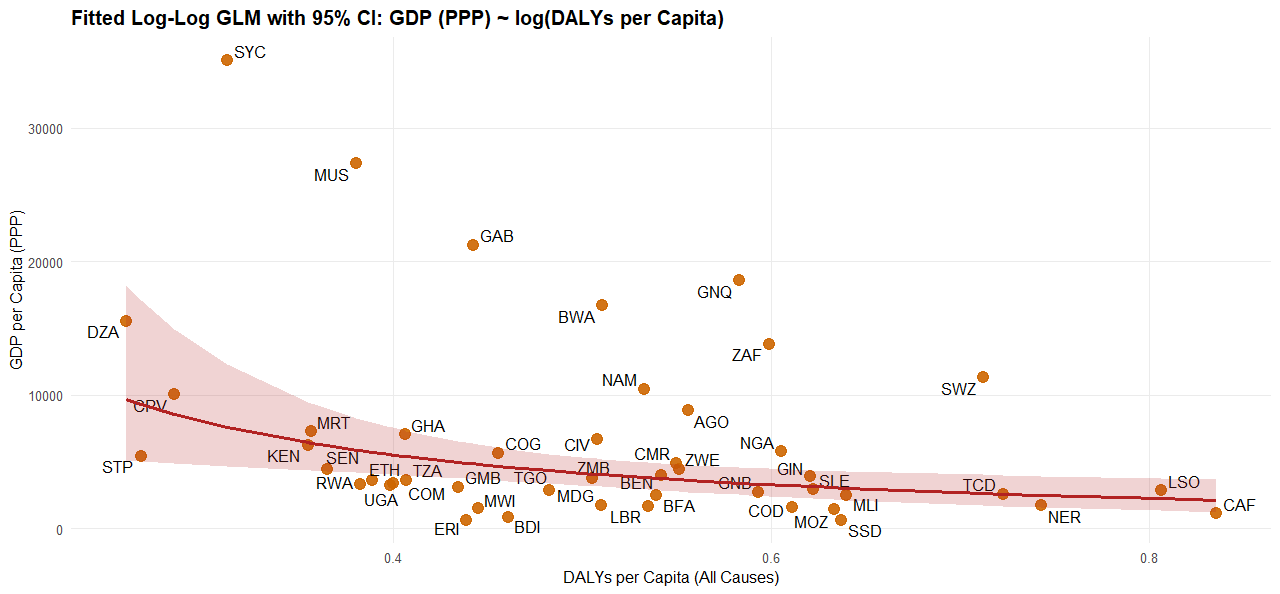 Fitted Log-Log GLM with 95% CI: GDP (PPP) ~ log(DALYs per Capita)
SYC
30000
MUS
GAB
20000
GNQ
BWA
DZA
ZAF
GDP per Capita (PPP)
NAM
SWZ
10000
CPV
AGO
MRT
GHA
COG
CIV
NGA
KEN
SEN
CMR
ZWE
STP
ETH
TZA
ZMB
GIN
RWA
GMB
TGO
BEN
GNB
SLE
TCD
LSO
UGA
COM
MWI
MDG
BFA
COD
MLI
CAF
ERI
BDI
LBR
MOZ
SSD
NER
0
0.4
0.6
0.8
DALYs per Capita (All Causes)